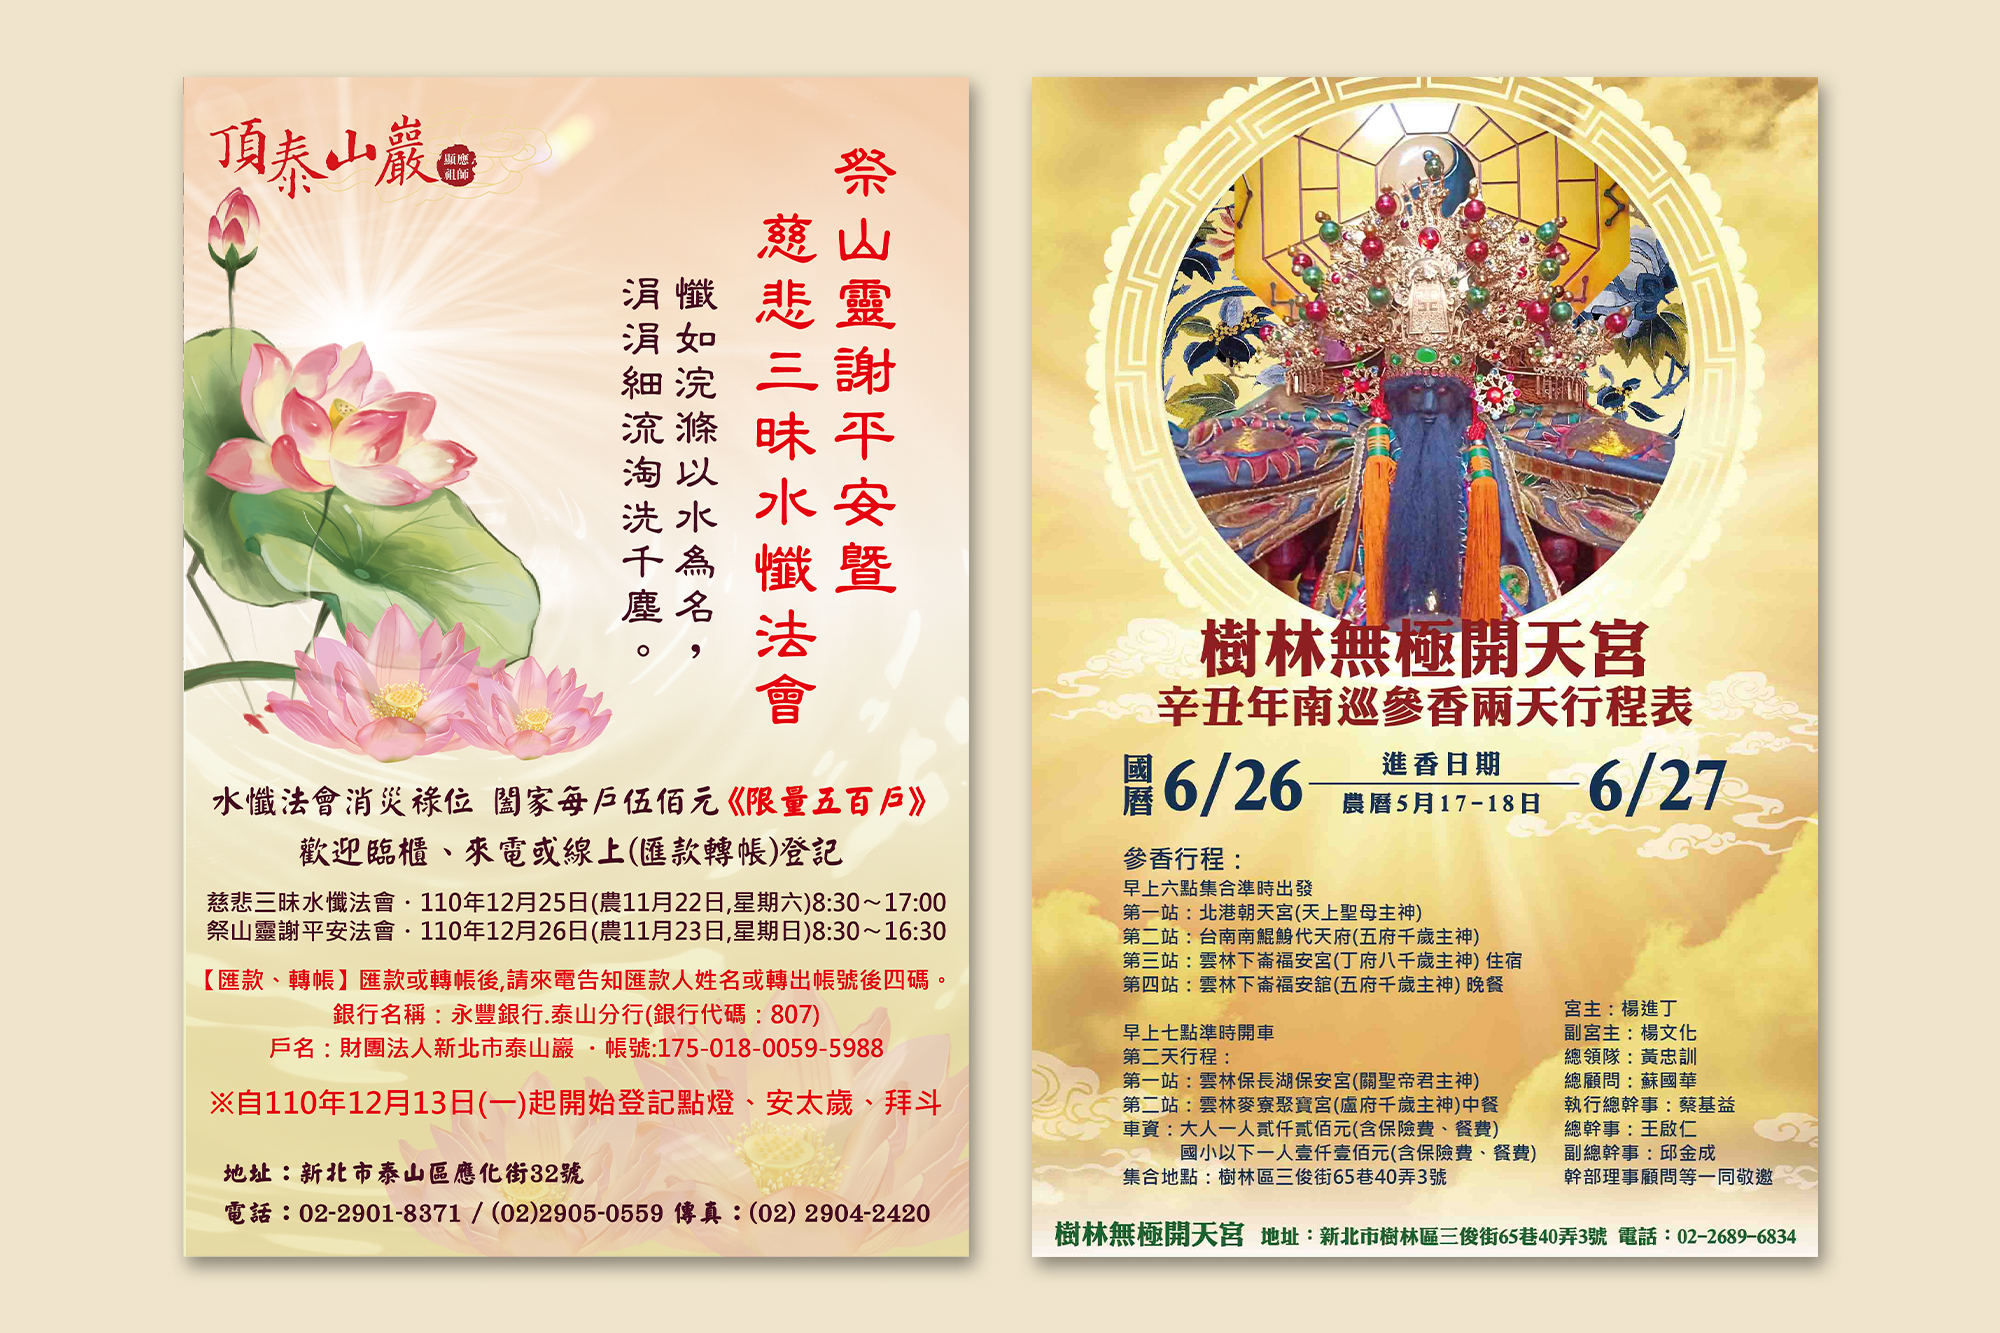 頂泰山巖
顯應
祖師
祭山靈謝平安暨
慈悲三昧水懺法會
懺如浣滌以水為名，
涓涓細流淘洗千塵。
水懺法會消災祿位 闔家每戶伍佰元《限量五百戶》
歡迎臨櫃、來電或線上(匯款轉帳)登記
慈悲三昧水懺法會．110年12月25日(農11月22日,星期六)8:30～17:00
祭山靈謝平安法會．110年12月26日(農11月23日,星期日)8:30～16:30
【匯款、轉帳】匯款或轉帳後,請來電告知匯款人姓名或轉出帳號後四碼。
銀行名稱：永豐銀行.泰山分行(銀行代碼：807)
戶名：財團法人新北市泰山巖 ．帳號:175-018-0059-5988
※自110年12月13日(一)起開始登記點燈、安太歲、拜斗
地址：新北市泰山區應化街32號
電話：02-2901-8371 / (02)2905-0559 傳真：(02) 2904-2420
樹林無極開天宮
辛丑年南巡參香兩天行程表
國曆 6/26 進香日期 6/27
農曆5月17-18日
參香行程：
早上六點集合準時出發
第一站：北港朝天宮(天上聖母主神)
第二站：台南南鯤鯓代天府(五府千歲主神)
第三站：雲林下崙福安宮(丁府八千歲主神) 住宿
第四站：雲林下崙福安舘(五府千歲主神) 晚餐
早上七點準時開車
第二天行程：
第一站：雲林保長湖保安宮(關聖帝君主神)
第二站：雲林麥寮聚寶宮(盧府千歲主神)中餐
車資：大人一人貳仟貳佰元(含保險費、餐費)
國小以下一人壹仟壹佰元(含保險費、餐費)
集合地點：樹林區三俊街65巷40弄3號
宮主：楊進丁
副宮主：楊文化
總領隊：黃忠訓
總顧問：蘇國華
執行總幹事：蔡基益
總幹事：王啟仁
副總幹事：邱金成
幹部理事顧問等一同敬邀
樹林無極開天宮 地址：新北市樹林區三俊街65巷40弄3號 電話：02-2689-6834